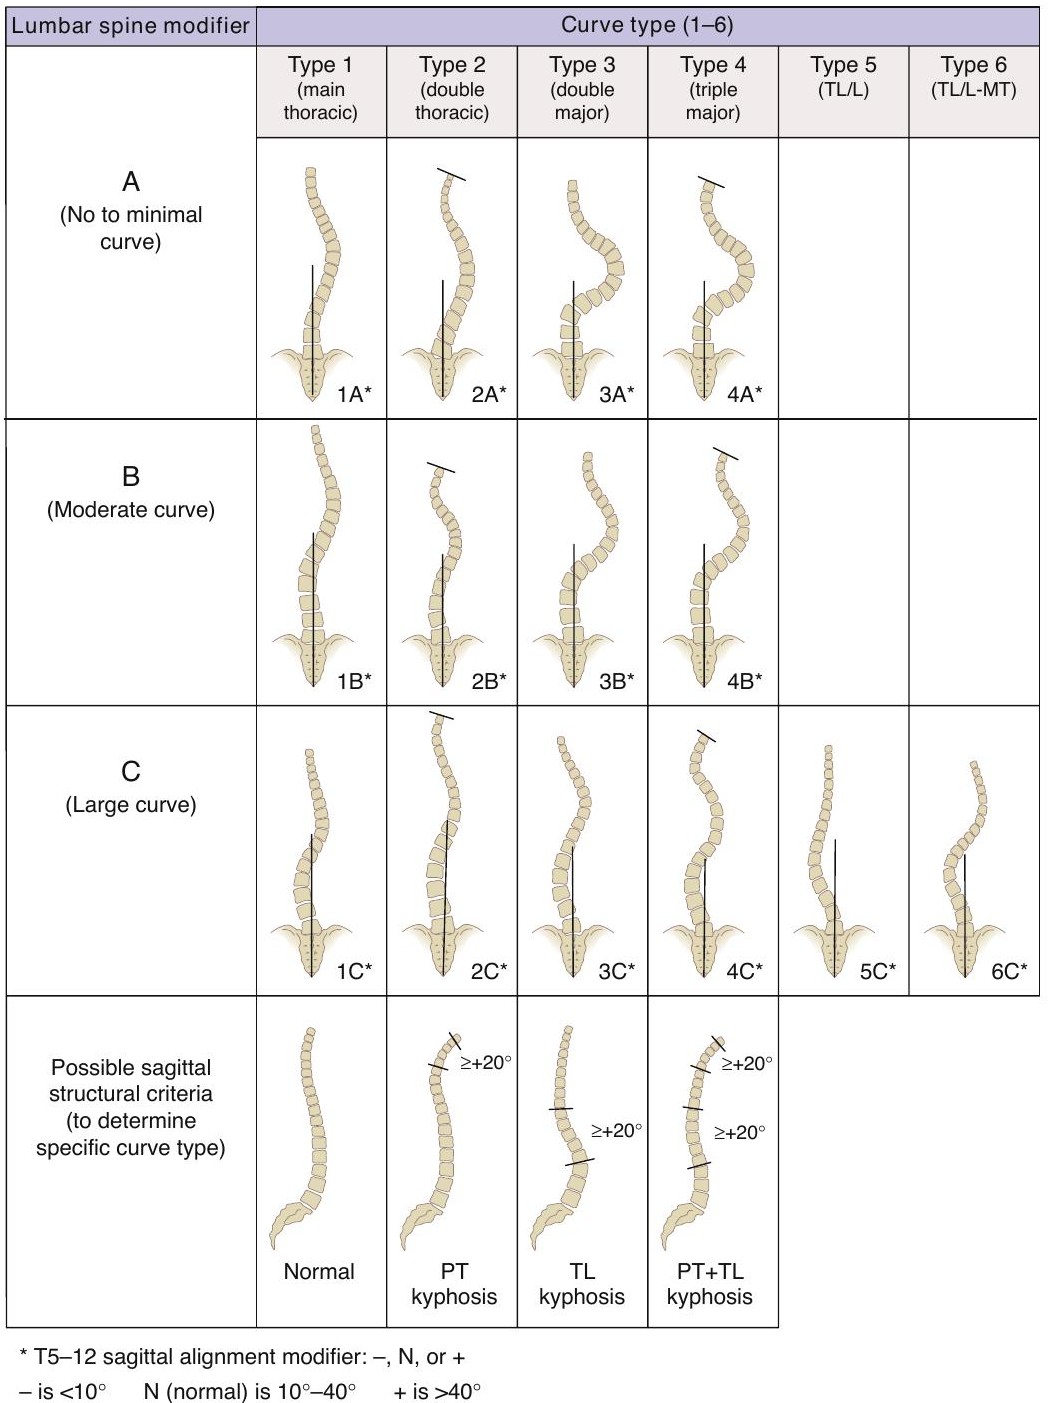 Lumbar spine modifier
Curve type (1–6)
Type 1
(main
thoracic)
Type 2
(double
thoracic)
Type 3
(double
major)
Type 4
(triple
major)
Type 5
(TL/L)
Type 6
(TL/L-MT)
A
(No to minimal
curve)
1A*
2A*
3A*
4A*
B
(Moderate curve)
1B*
2B*
3B*
4B*
C
(Large curve)
1C*
2C*
3C*
4C*
5C*
6C*
Possible sagittal
structural criteria
(to determine
specific curve type)
Normal
≥+20°
PT
kyphosis
≥+20°
TL
kyphosis
≥+20°
≥+20°
PT+TL
kyphosis
* T5–12 sagittal alignment modifier: –, N, or +
– is <10° N (normal) is 10°–40° + is >40°